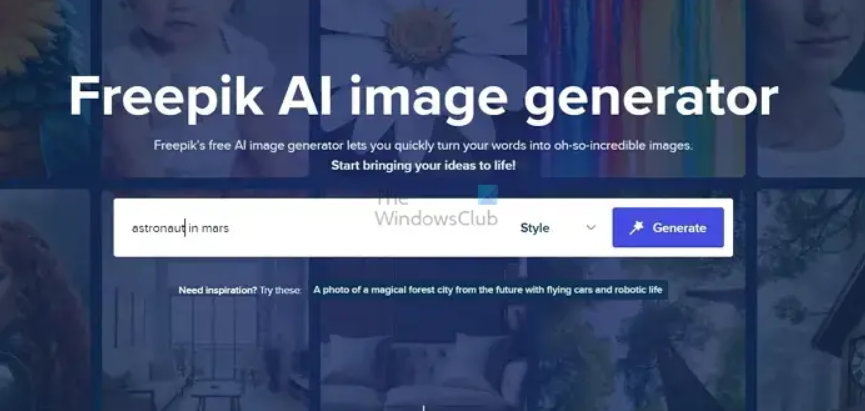 Freepik AI image generator
Freepik's free AI image generator lets you quickly turn your words into oh-so-incredible images.
Start bringing your ideas to life!
The
WindowsClub
astronaut in mars
Style
Generate
Need inspiration? Try these:
A photo of a magical forest city from the future with flying cars and robotic life